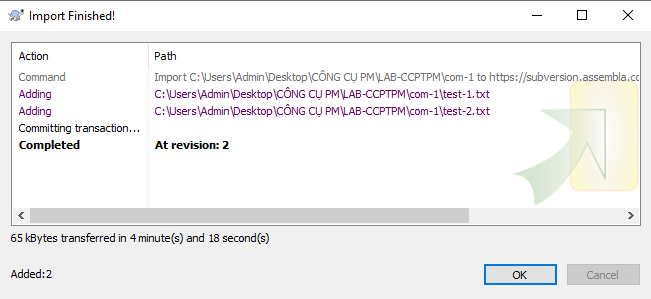 Import Finished!
Action Path
Command Import C:\Users\Admin\Desktop\CÔNG CỤ PM\LAB-CCPTPM\com-1 to https://subversion.assembla.co
Adding C:\Users\Admin\Desktop\CÔNG CỤ PM\LAB-CCPTPM\com-1\test-1.txt
Adding C:\Users\Admin\Desktop\CÔNG CỤ PM\LAB-CCPTPM\com-1\test-2.txt
Committing transaction...
Completed At revision: 2
65 kBytes transferred in 4 minute(s) and 18 second(s)
Added:2
OK
Cancel